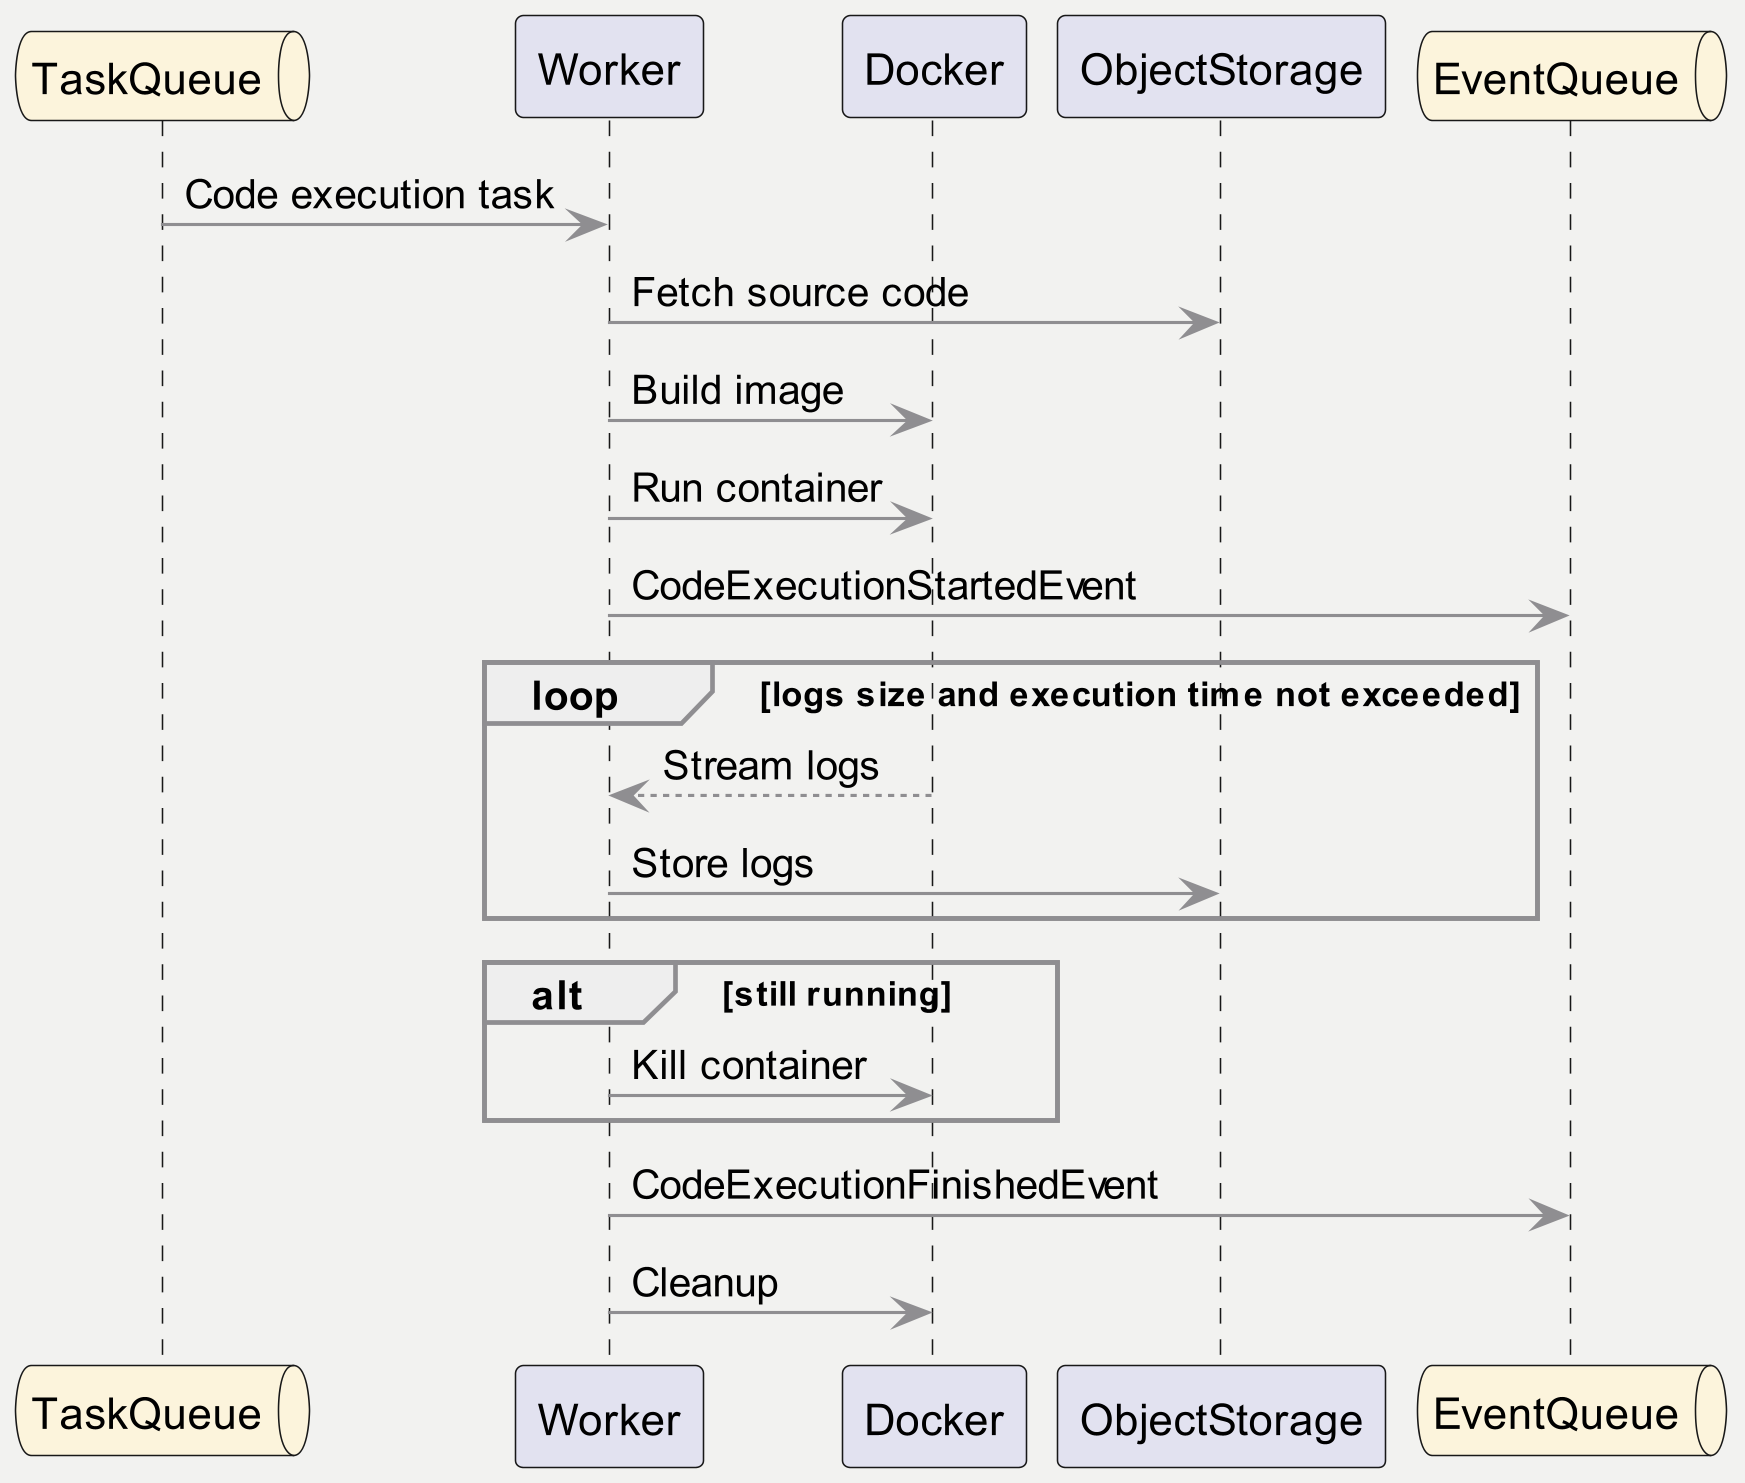 TaskQueue
Worker
Docker
ObjectStorage
EventQueue
Code execution task
Fetch source code
Build image
Run container
CodeExecutionStartedEvent
loop
[logs size and execution time not exceeded]
Stream logs
Store logs
alt
[still running]
Kill container
CodeExecutionFinishedEvent
Cleanup
TaskQueue
Worker
Docker
ObjectStorage
EventQueue